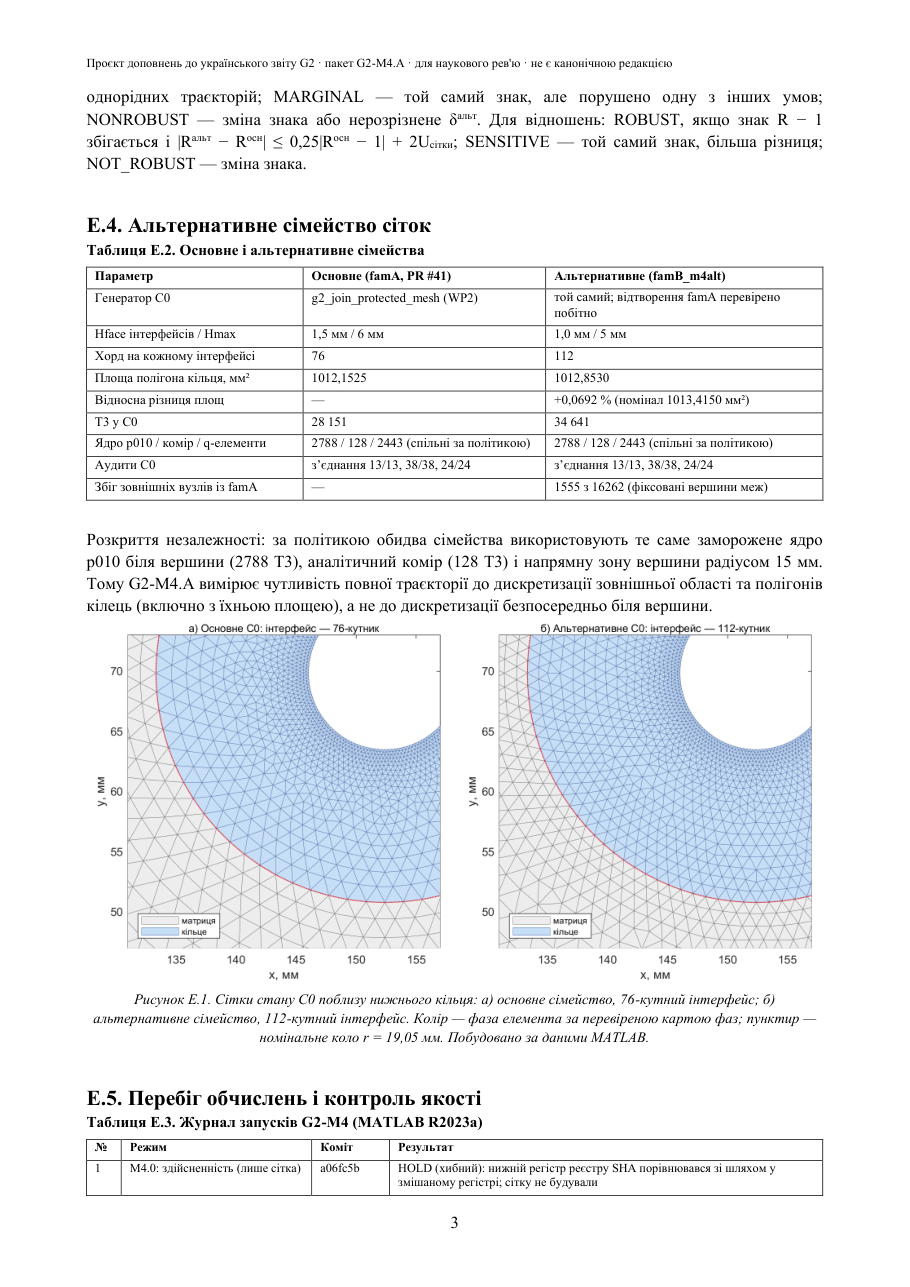 Проєкт доповнень до українського звіту G2 · пакет G2-M4.A · для наукового рев'ю · не є канонічною редакцією
однорідних траєкторій; MARGINAL — той самий знак, але порушено одну з інших умов;
NONROBUST — зміна знака або нерозрізнене δᵃˡьᵗ. Для відношень: ROBUST, якщо знак R − 1
збігається і |Rальт − Rосн| ≤ 0,25|Rосн − 1| + 2Uсітки; SENSITIVE — той самий знак, більша різниця;
NOT_ROBUST — зміна знака.
E.4. Альтернативне сімейство сіток
Таблиця E.2. Основне і альтернативне сімейства
Параметр Основне (famA, PR #41) Альтернативне (famB_m4alt)
Генератор C0 g2_join_protected_mesh (WP2) той самий; відтворення famA перевірено
побітно
Hface інтерфейсів / Hmax 1,5 мм / 6 мм 1,0 мм / 5 мм
Хорд на кожному інтерфейсі 76 112
Площа полігона кільця, мм² 1012,1525 1012,8530
Відносна різниця площ — +0,0692 % (номінал 1013,4150 мм²)
T3 у C0 28 151 34 641
Ядро p010 / комір / q-елементи 2788 / 128 / 2443 (спільні за політикою) 2788 / 128 / 2443 (спільні за політикою)
Аудити C0 з’єднання 13/13, 38/38, 24/24 з’єднання 13/13, 38/38, 24/24
Збіг зовнішніх вузлів із famA — 1555 з 16262 (фіксовані вершини меж)
Розкриття незалежності: за політикою обидва сімейства використовують те саме заморожене ядро
p010 біля вершини (2788 T3), аналітичний комір (128 T3) і напрямну зону вершини радіусом 15 мм.
Тому G2-M4.A вимірює чутливість повної траєкторії до дискретизації зовнішньої області та полігонів
кілець (включно з їхньою площею), а не до дискретизації безпосередньо біля вершини.
а) Основне C0: інтерфейс — 76-кутник
70
65
60
55
50
y, мм
матриця
кільце
135 140 145 150 155
x, мм
б) Альтернативне C0: інтерфейс — 112-кутник
70
65
60
55
50
y, мм
матриця
кільце
135 140 145 150 155
x, мм
Рисунок E.1. Сітки стану C0 поблизу нижнього кільця: а) основне сімейство, 76-кутний інтерфейс; б)
альтернативне сімейство, 112-кутний інтерфейс. Колір — фаза елемента за перевіреною картою фаз; пунктир —
номінальне коло r = 19,05 мм. Побудовано за даними MATLAB.
E.5. Перебіг обчислень і контроль якості
Таблиця E.3. Журнал запусків G2-M4 (MATLAB R2023a)
№ Режим Коміт Результат
1 M4.0: здійсненність (лише сітка) a06fc5b HOLD (хибний): нижній регістр реєстру SHA порівнювався зі шляхом у
змішаному регістрі; сітку не будували
3